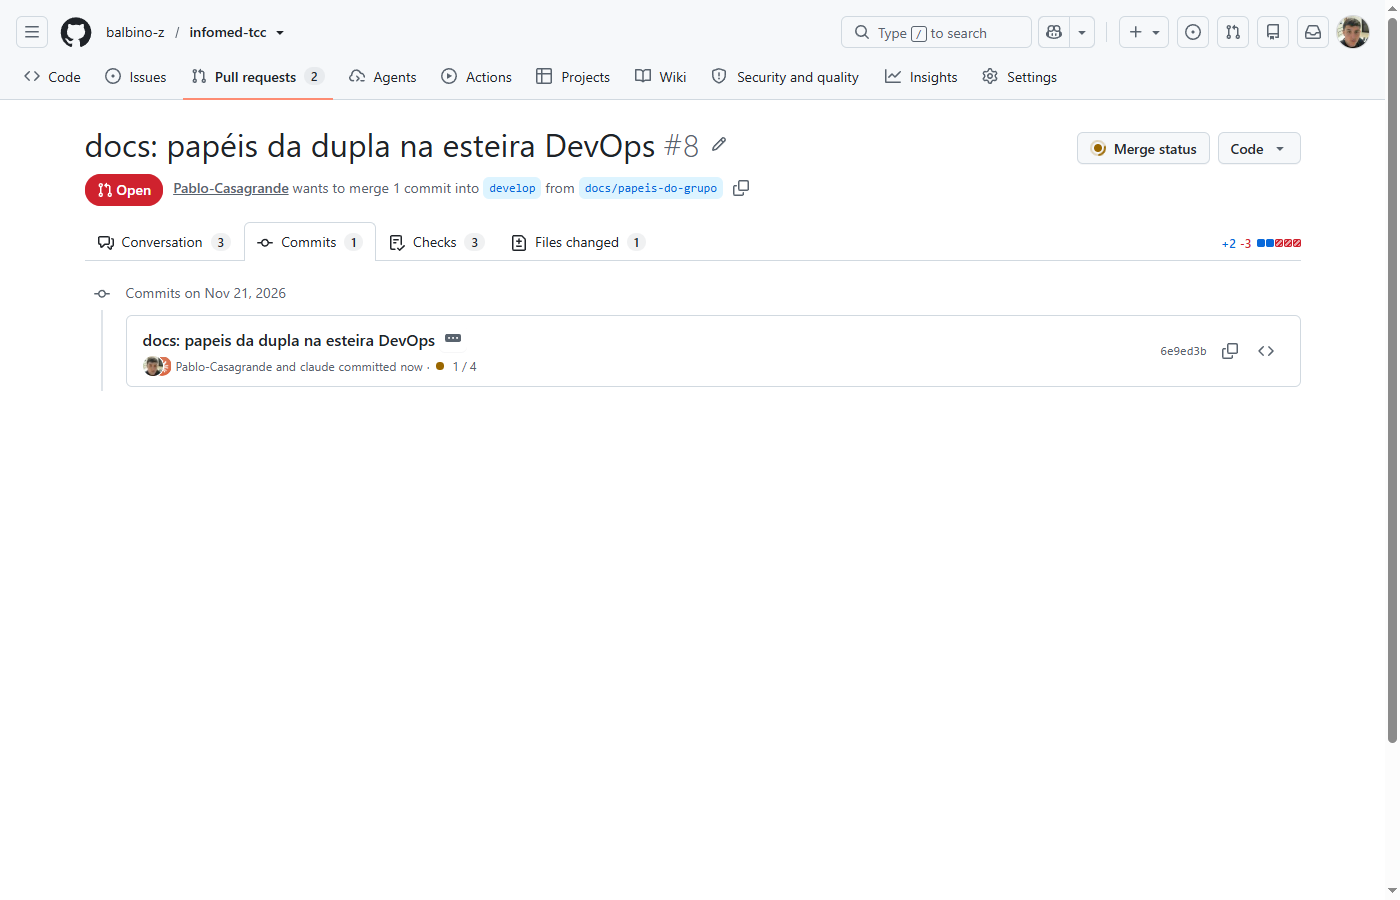 balbino-z / infomed-tcc
Type / to search
Code
Issues
Pull requests 2
Agents
Actions
Projects
Wiki
Security and quality
Insights
Settings
docs: papéis da dupla na esteira DevOps #8
Merge status
Code
Open
Pablo-Casagrande wants to merge 1 commit into develop from docs/papeis-do-grupo
Conversation 3
Commits 1
Checks 3
Files changed 1
+2 -3
Commits on Nov 21, 2026
docs: papeis da dupla na esteira DevOps
6e9ed3b
Pablo-Casagrande and claude committed now · 1 / 4